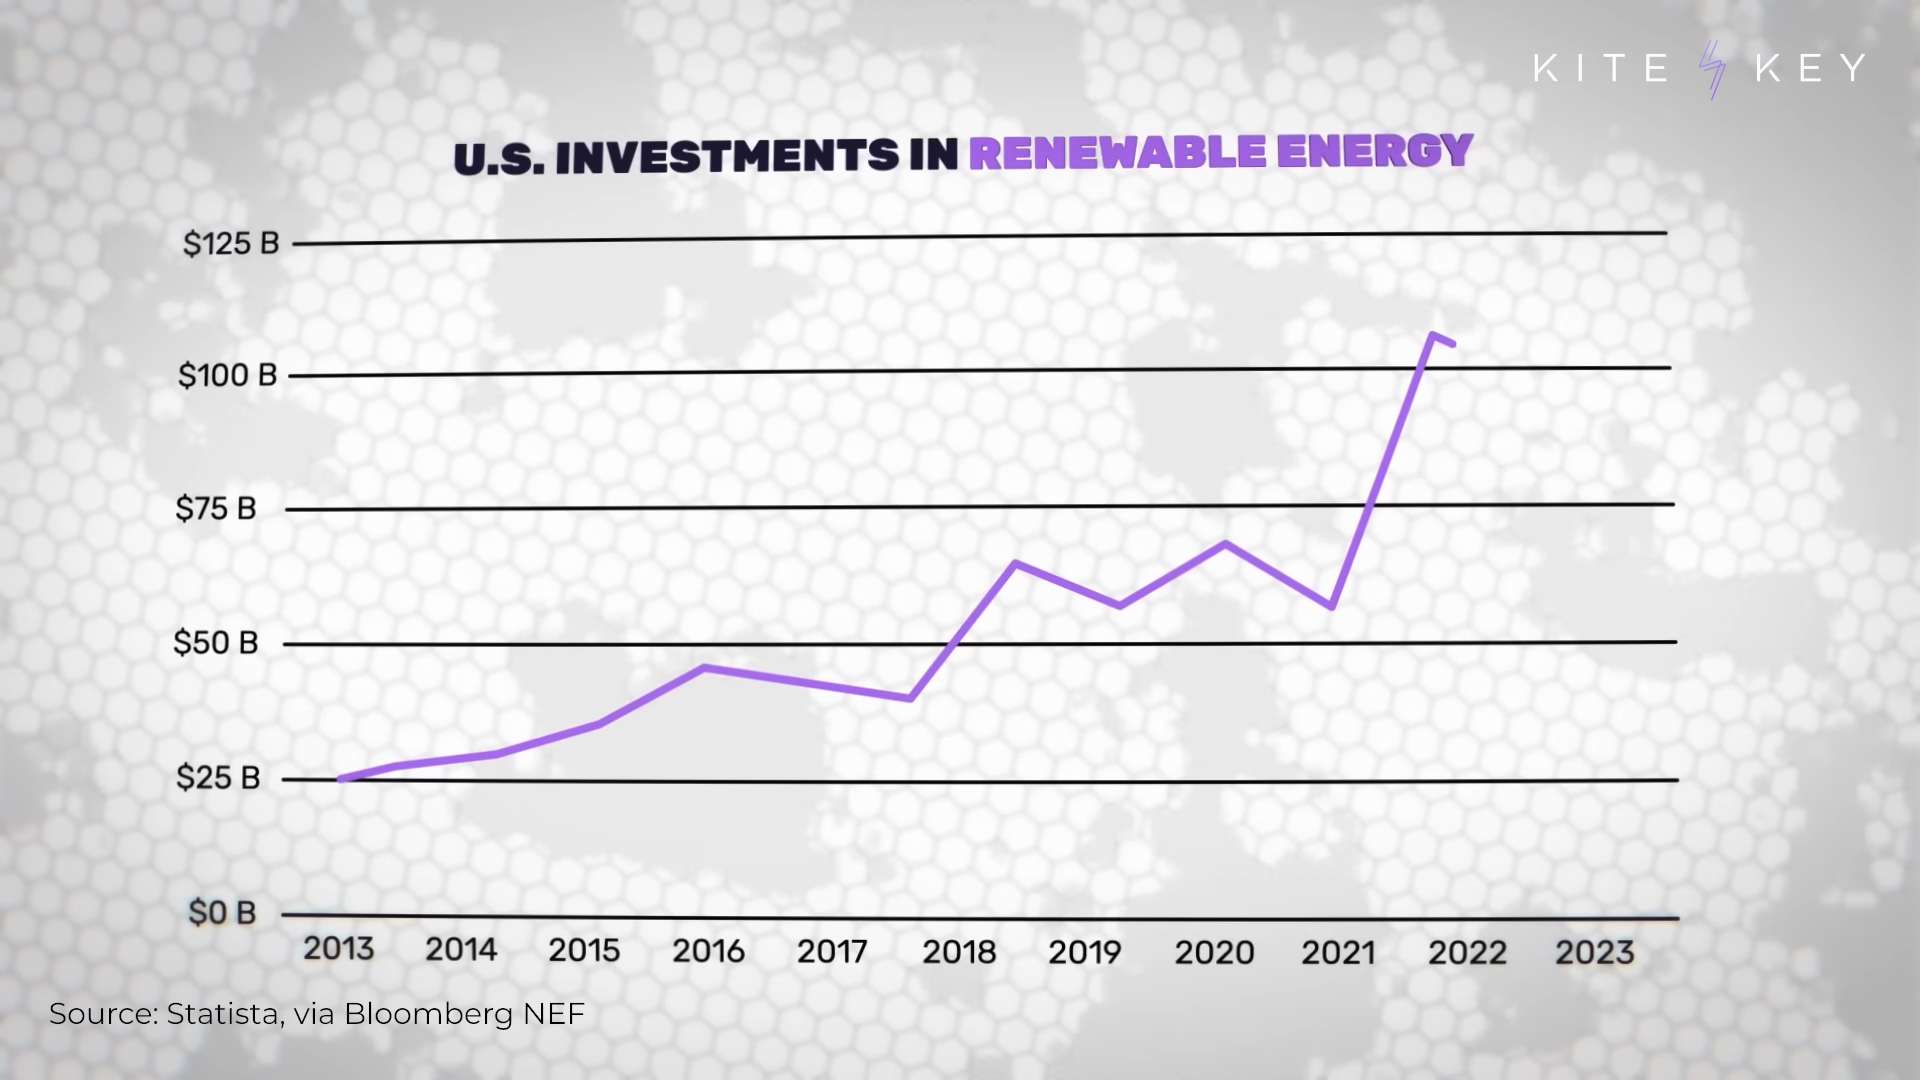 KITE KEY
U.S. INVESTMENTS IN RENEWABLE ENERGY
$125 B
$100 B
$75 B
$50 B
$25 B
$0 B
2013 2014 2015 2016 2017 2018 2019 2020 2021 2022 2023
Source: Statista, via Bloomberg NEF